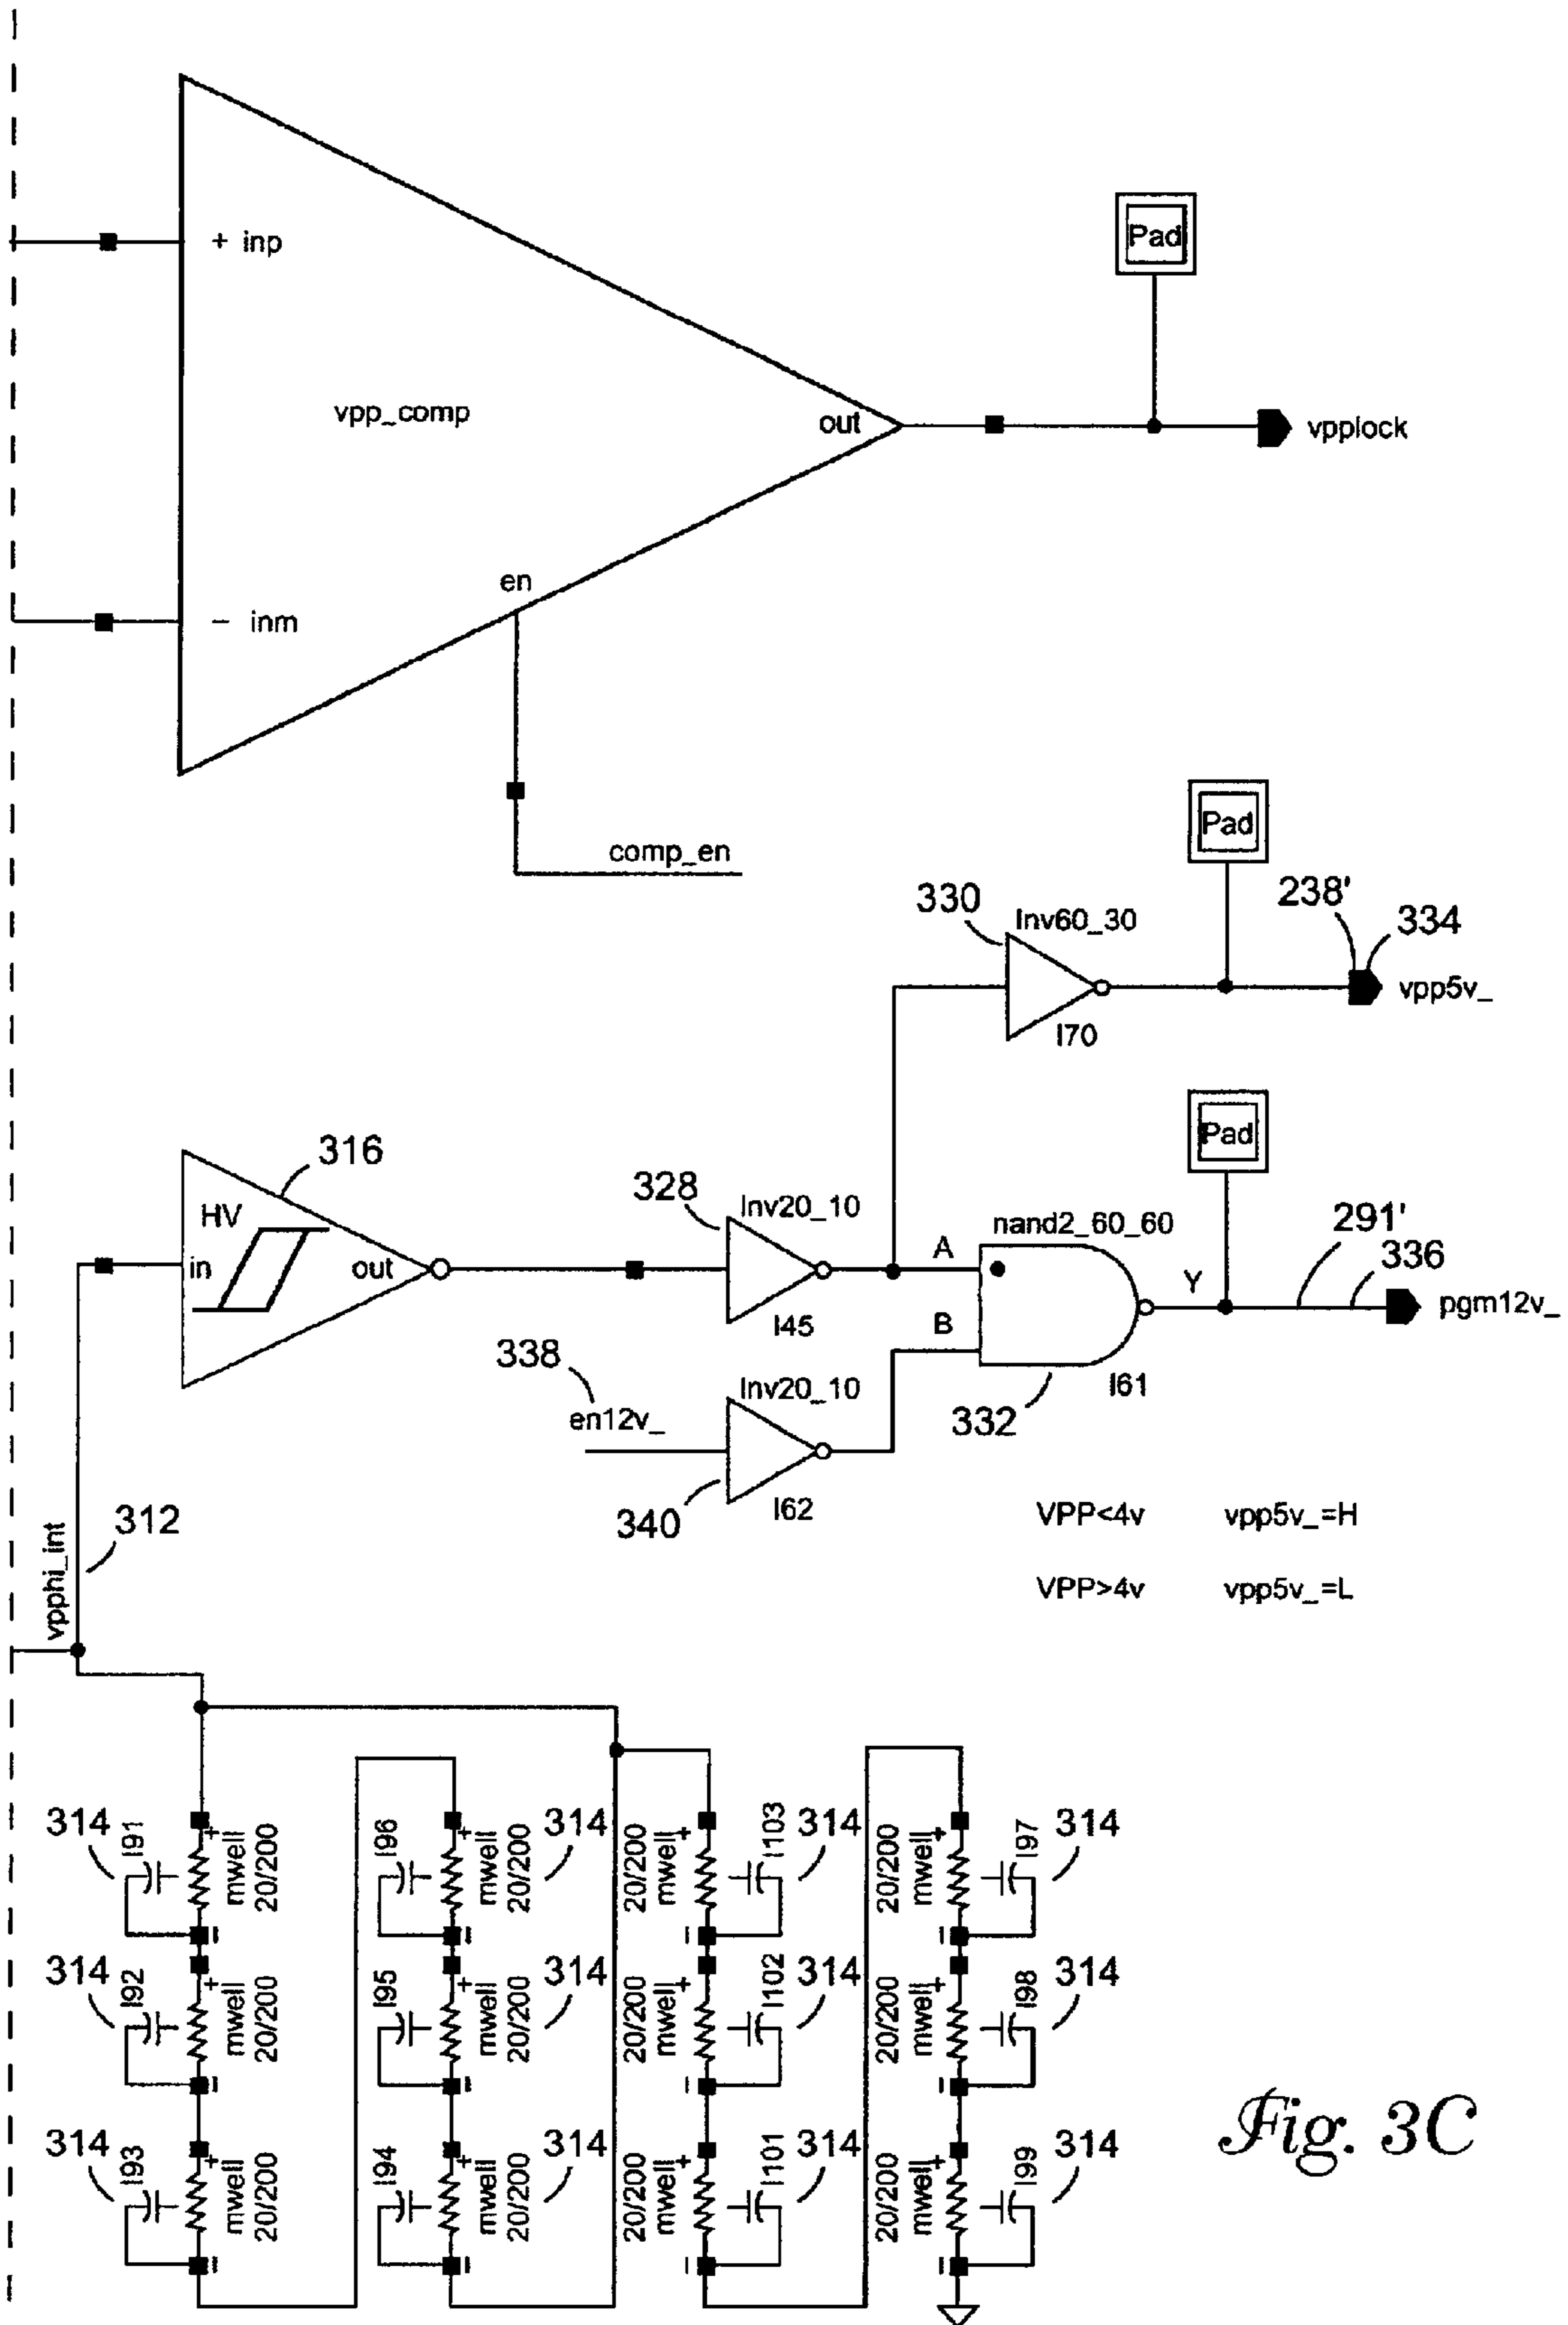 Pad
+ inp
vpp_comp
out
vpplock
en
- inm
comp_en
Pad
330
Inv60_30
238'
334
vpp5v_
I70
Pad
316
HV
in
out
328
Inv20_10
I45
nand2_60_60
A
B
Y
291'
336
pgm12v_
I61
332
338
en12v_
Inv20_10
I62
340
VPP<4v vpp5v_=H
VPP>4v vpp5v_=L
vpphi_int
312
314 I91 + mwell 20/200 -
I96 + mwell 20/200 314 -
20/200 mwell + I103 314 -
20/200 mwell + I97 314 -
314 I92 + mwell 20/200 -
I95 + mwell 20/200 314 -
20/200 mwell + I102 314 -
20/200 mwell + I98 314 -
314 I93 + mwell 20/200 -
I94 + mwell 20/200 314 -
20/200 mwell + I101 314 -
20/200 mwell + I99 314 -
Fig. 3C